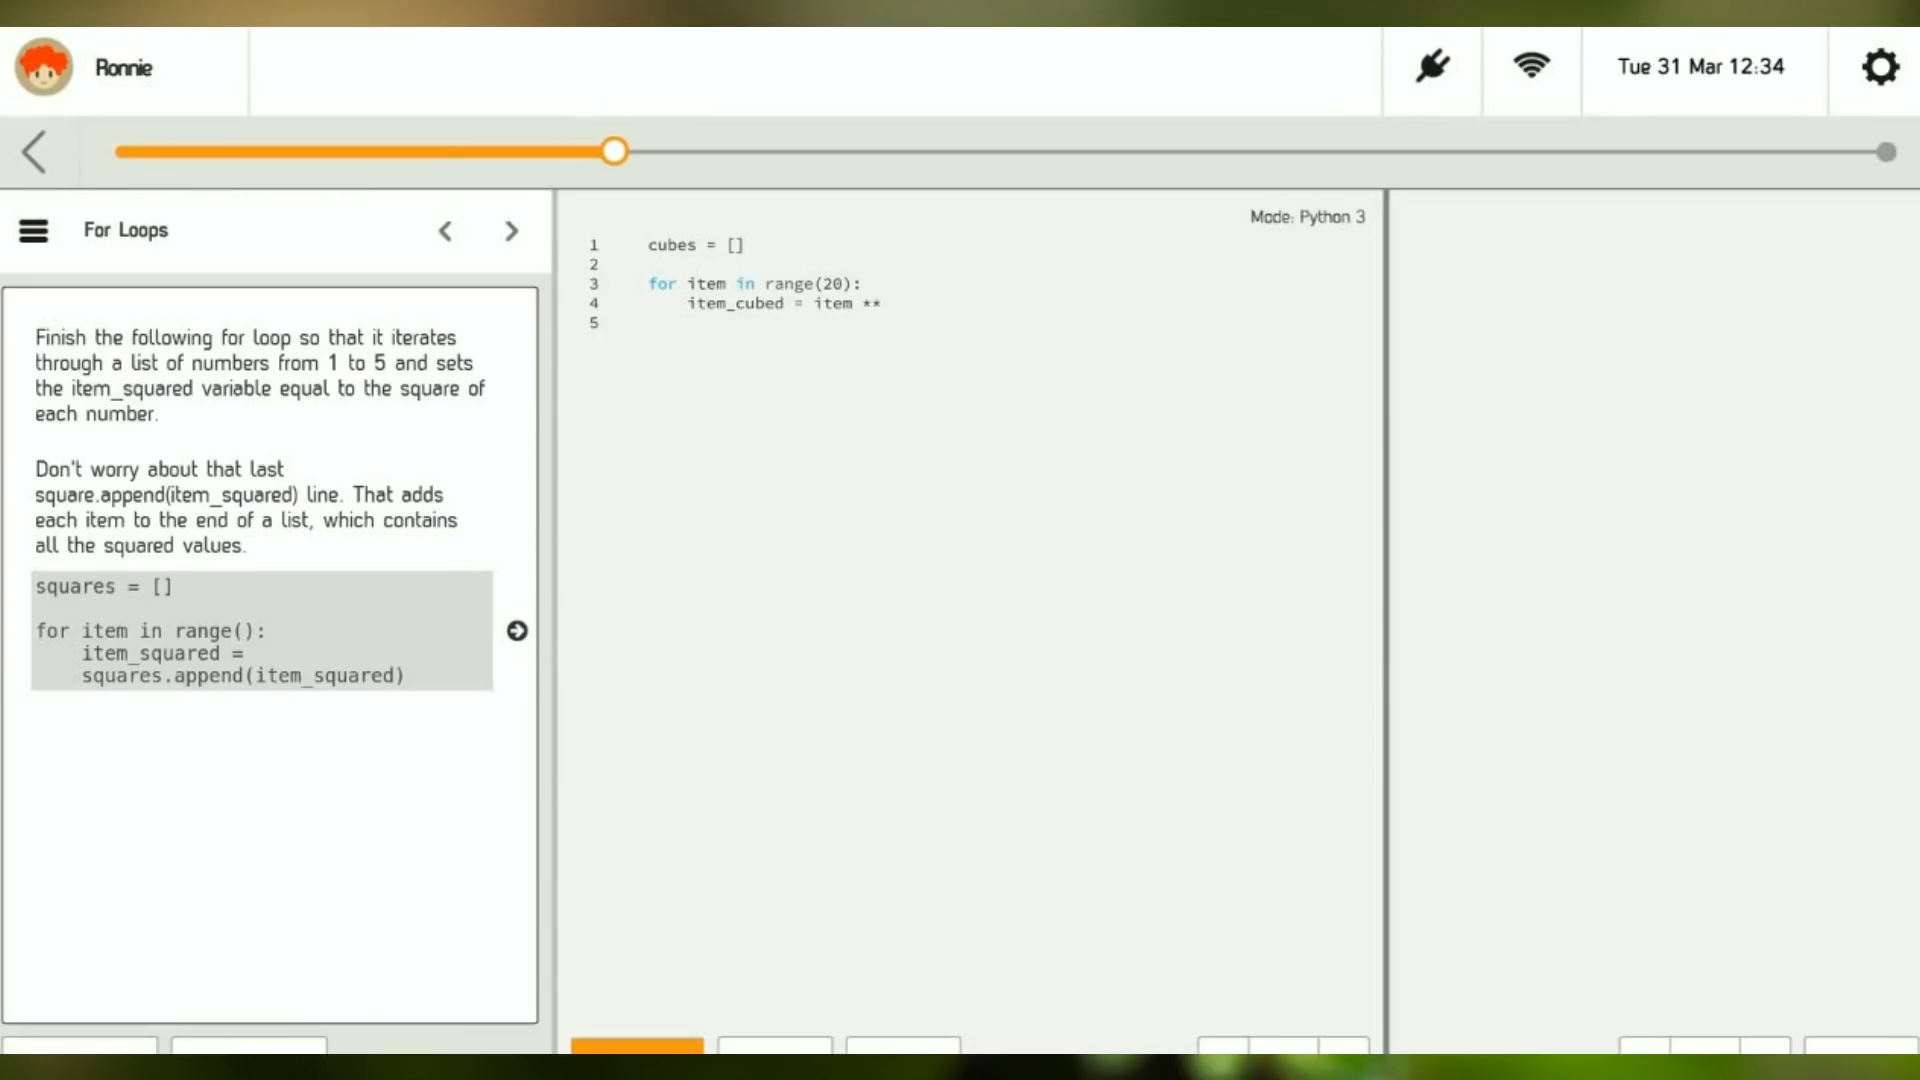 Ronnie
Tue 31 Mar 12:34
For Loops
Finish the following for loop so that it iterates
through a list of numbers from 1 to 5 and sets
the item_squared variable equal to the square of
each number.
Don't worry about that last
square.append(item_squared) line. That adds
each item to the end of a list, which contains
all the squared values.
squares = []
for item in range():
    item_squared =
    squares.append(item_squared)
Mode: Python 3
1 cubes = []
2
3 for item in range(20):
4     item_cubed = item **
5